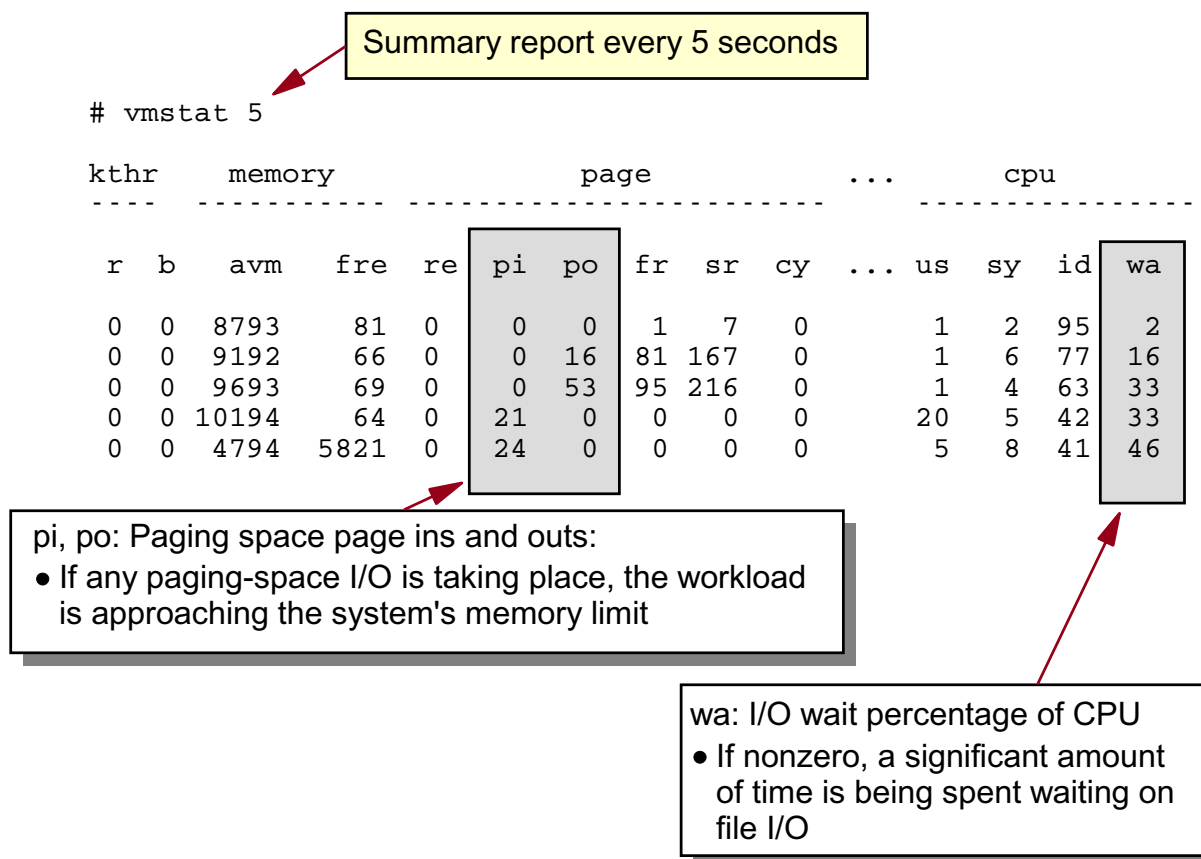 Summary report every 5 seconds
# vmstat 5
kthr memory page ... cpu
---- ----------- ------------------------ ----------------
r b avm fre re pi po fr sr cy ... us sy id wa
0 0 8793 81 0 0 0 1 7 0 1 2 95 2
0 0 9192 66 0 0 16 81 167 0 1 6 77 16
0 0 9693 69 0 0 53 95 216 0 1 4 63 33
0 0 10194 64 0 21 0 0 0 0 20 5 42 33
0 0 4794 5821 0 24 0 0 0 0 5 8 41 46
pi, po: Paging space page ins and outs:
● If any paging-space I/O is taking place, the workload
is approaching the system's memory limit
wa: I/O wait percentage of CPU
● If nonzero, a significant amount
of time is being spent waiting on
file I/O